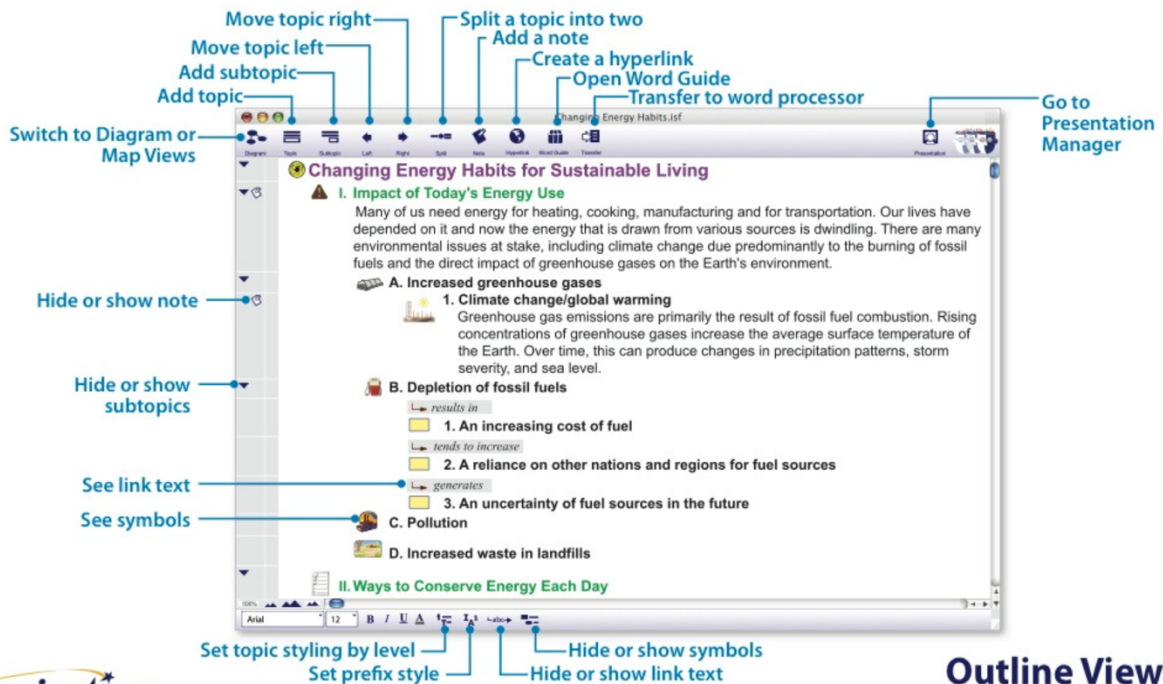 Move topic right
Split a topic into two
Move topic left
Add a note
Add subtopic
Create a hyperlink
Add topic
Open Word Guide
Transfer to word processor
Switch to Diagram or
Map Views
Go to
Presentation
Manager
Changing Energy Habits.isf
Diagram Topic Subtopic Left Right Split Note Hyperlink Word Guide Transfer Presentation
Changing Energy Habits for Sustainable Living
I. Impact of Today's Energy Use
Many of us need energy for heating, cooking, manufacturing and for transportation. Our lives have
depended on it and now the energy that is drawn from various sources is dwindling. There are many
environmental issues at stake, including climate change due predominantly to the burning of fossil
fuels and the direct impact of greenhouse gases on the Earth's environment.
A. Increased greenhouse gases
Hide or show note
1. Climate change/global warming
Greenhouse gas emissions are primarily the result of fossil fuel combustion. Rising
concentrations of greenhouse gases increase the average surface temperature of
the Earth. Over time, this can produce changes in precipitation patterns, storm
severity, and sea level.
Hide or show
subtopics
B. Depletion of fossil fuels
results in
1. An increasing cost of fuel
tends to increase
2. A reliance on other nations and regions for fuel sources
See link text
generates
3. An uncertainty of fuel sources in the future
See symbols
C. Pollution
D. Increased waste in landfills
II. Ways to Conserve Energy Each Day
100%
Arial 12 B I U A abc
Set topic styling by level
Hide or show symbols
Set prefix style
Hide or show link text
Outline View